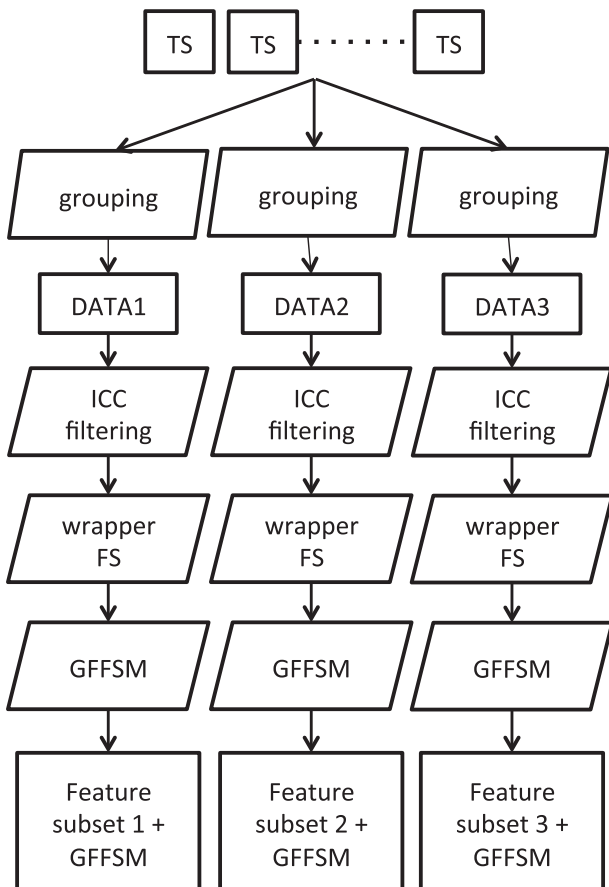 TS TS TS
grouping grouping grouping
DATA1 DATA2 DATA3
ICC ICC ICC
filtering filtering filtering
wrapper wrapper wrapper
FS FS FS
GFFSM GFFSM GFFSM
Feature Feature Feature
subset 1 + subset 2 + subset 3 +
GFFSM GFFSM GFFSM